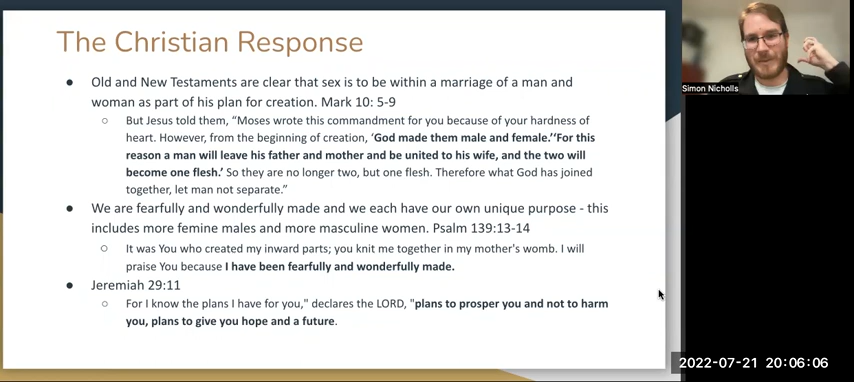 The Christian Response
● Old and New Testaments are clear that sex is to be within a marriage of a man and
woman as part of his plan for creation. Mark 10: 5-9
○ But Jesus told them, “Moses wrote this commandment for you because of your hardness of
heart. However, from the beginning of creation, ‘God made them male and female.’‘For this
reason a man will leave his father and mother and be united to his wife, and the two will
become one flesh.’ So they are no longer two, but one flesh. Therefore what God has joined
together, let man not separate.”
● We are fearfully and wonderfully made and we each have our own unique purpose - this
includes more femine males and more masculine women. Psalm 139:13-14
○ It was You who created my inward parts; you knit me together in my mother's womb. I will
praise You because I have been fearfully and wonderfully made.
● Jeremiah 29:11
○ For I know the plans I have for you," declares the LORD, "plans to prosper you and not to harm
you, plans to give you hope and a future.
Simon Nicholls
2022-07-21 20:06:06